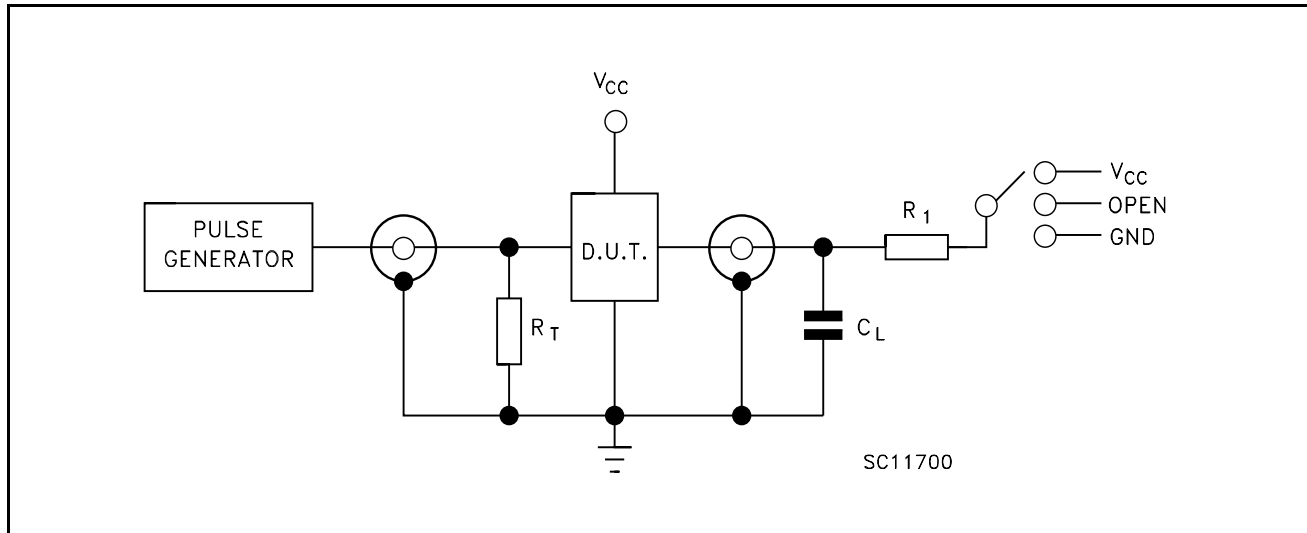 VCC
PULSE
GENERATOR
RT
D.U.T.
CL
R1
VCC
OPEN
GND
SC11700